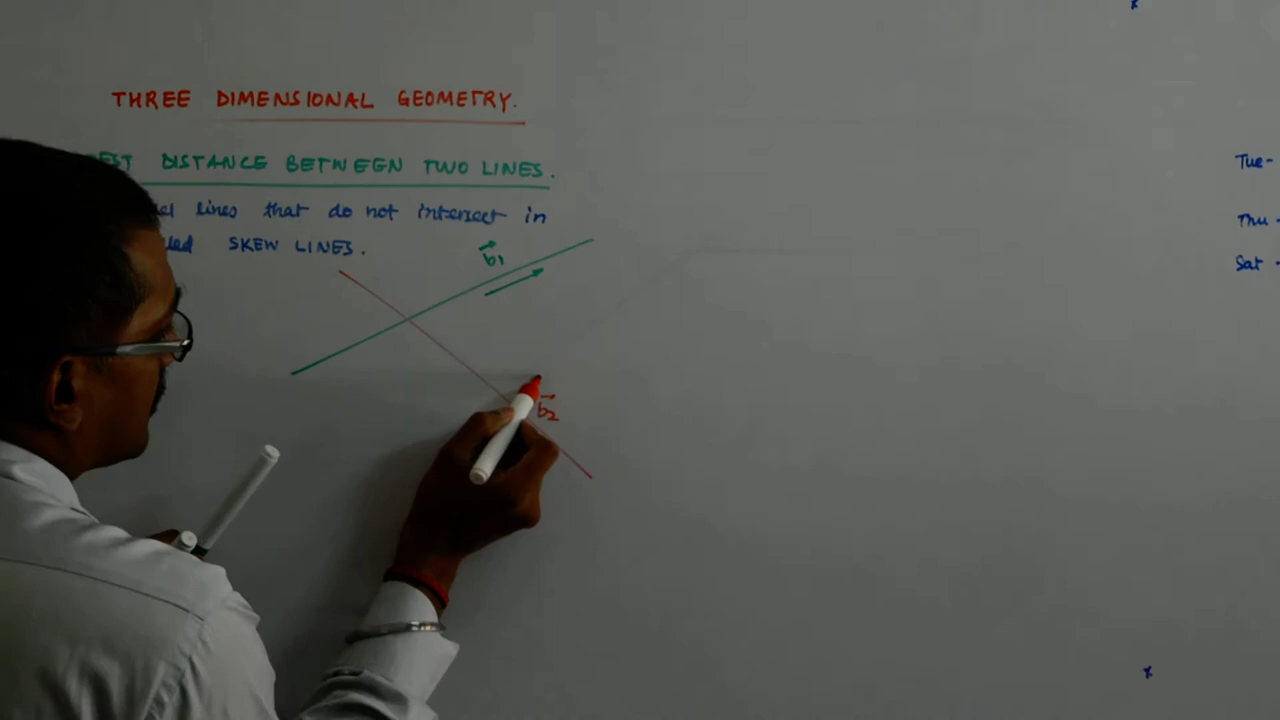 THREE DIMENSIONAL GEOMETRY.
DISTANCE BETWEEN TWO LINES.
lines that do not intersect in
SKEW LINES.
b1
b2
Tue-
Thu -
Sat -